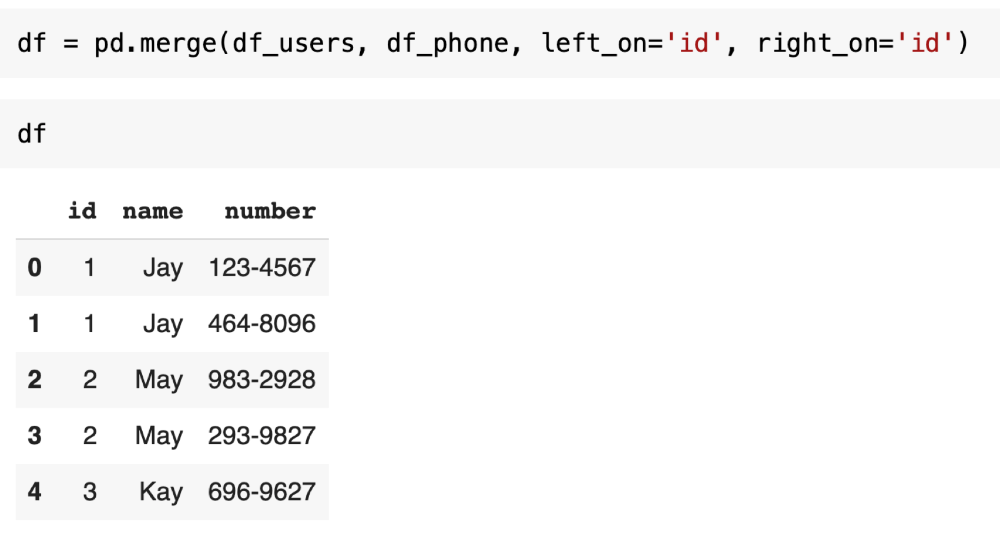 df = pd.merge(df_users, df_phone, left_on='id', right_on='id')
df
id name number
0 1 Jay 123-4567
1 1 Jay 464-8096
2 2 May 983-2928
3 2 May 293-9827
4 3 Kay 696-9627